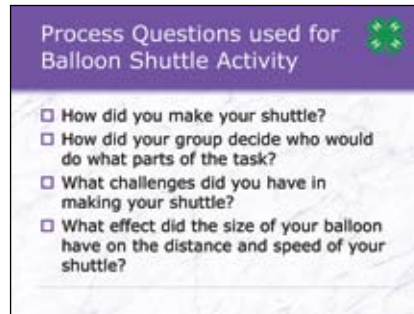 Process Questions used for
Balloon Shuttle Activity
How did you make your shuttle?
How did your group decide who would
do what parts of the task?
What challenges did you have in
making your shuttle?
What effect did the size of your balloon
have on the distance and speed of your
shuttle?